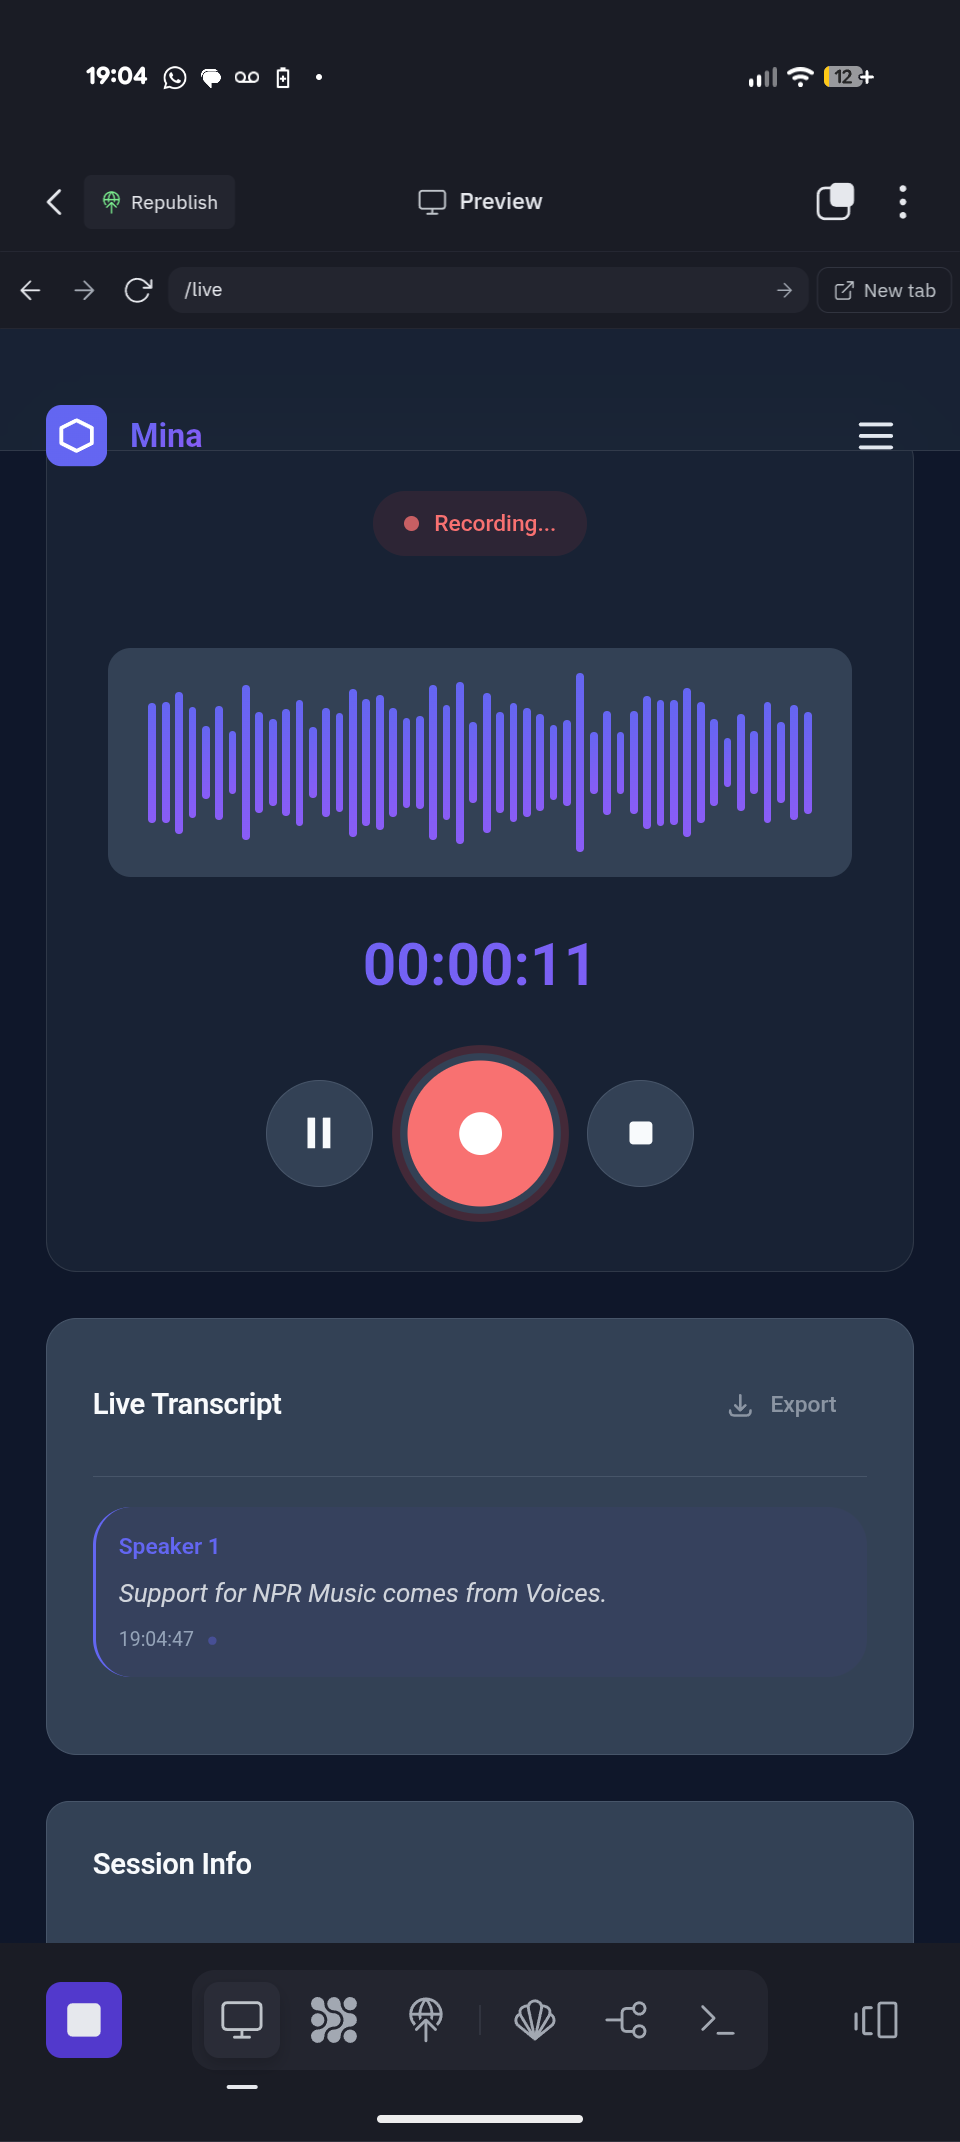 19:04
12+
Republish
Preview
/live
New tab
Mina
Recording...
00:00:11
Live Transcript
Export
Speaker 1
Support for NPR Music comes from Voices.
19:04:47
Session Info